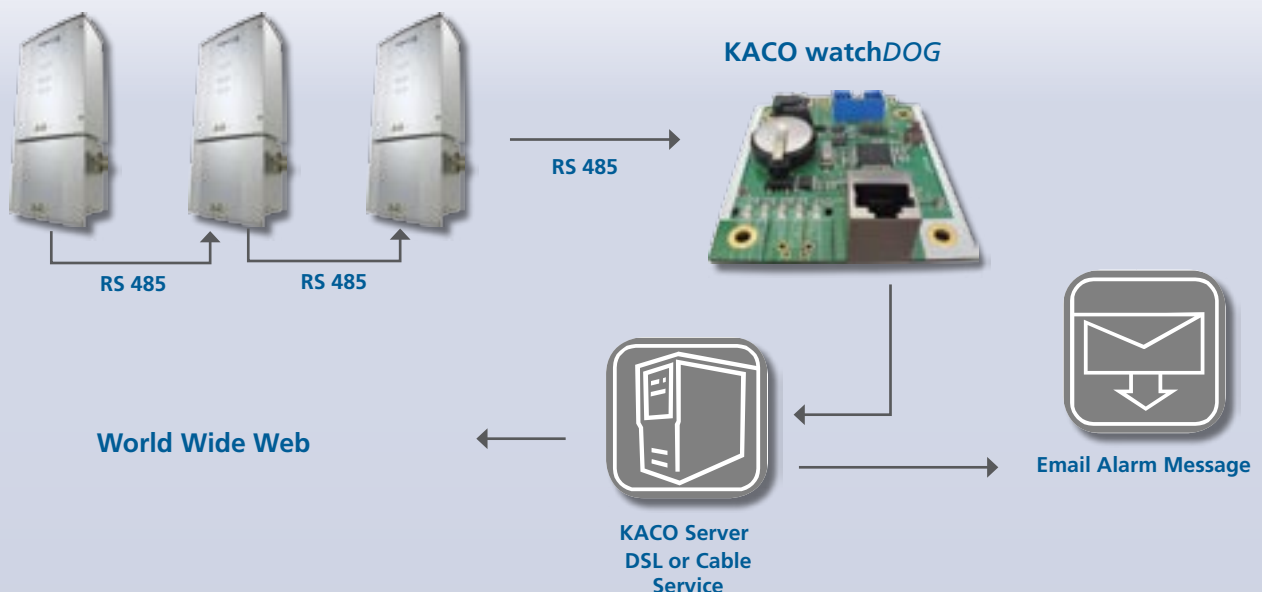 KACO watchDOG
RS 485
RS 485
RS 485
World Wide Web
Email Alarm Message
KACO Server
DSL or Cable
Service